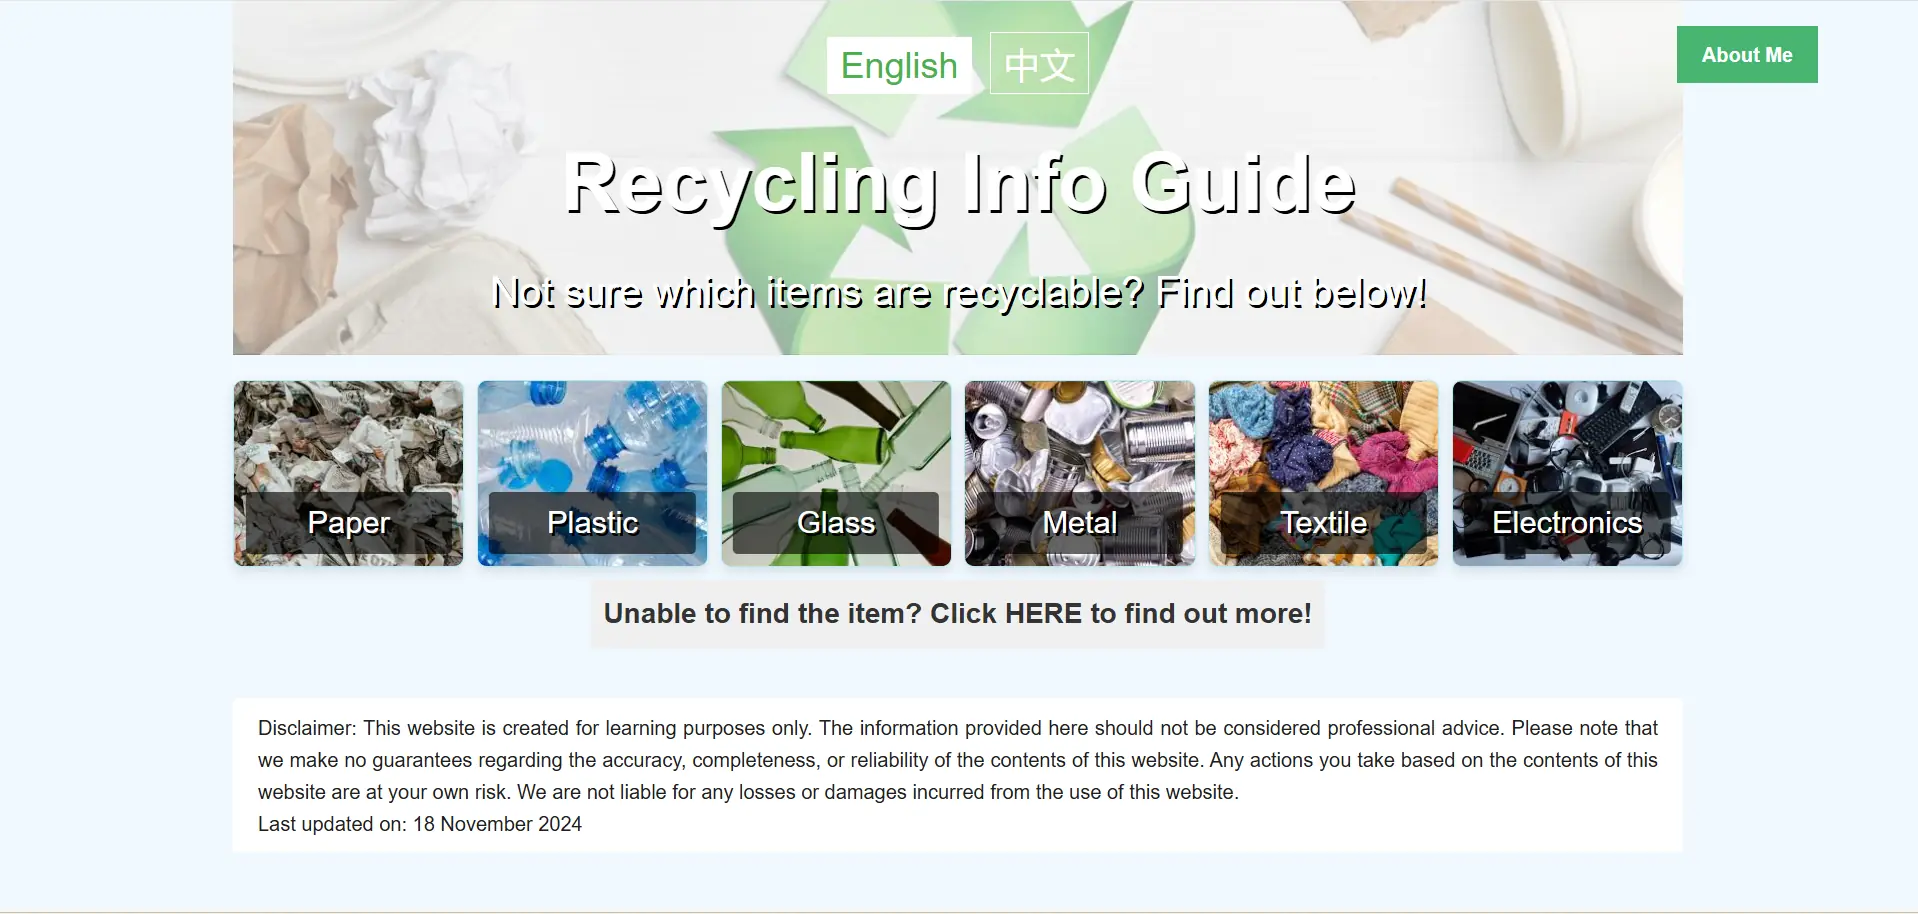 English
中文
About Me
Recycling Info Guide
Not sure which items are recyclable? Find out below!
Paper
Plastic
Glass
Metal
Textile
Electronics
Unable to find the item? Click HERE to find out more!
Disclaimer: This website is created for learning purposes only. The information provided here should not be considered professional advice. Please note that
we make no guarantees regarding the accuracy, completeness, or reliability of the contents of this website. Any actions you take based on the contents of this
website are at your own risk. We are not liable for any losses or damages incurred from the use of this website.
Last updated on: 18 November 2024